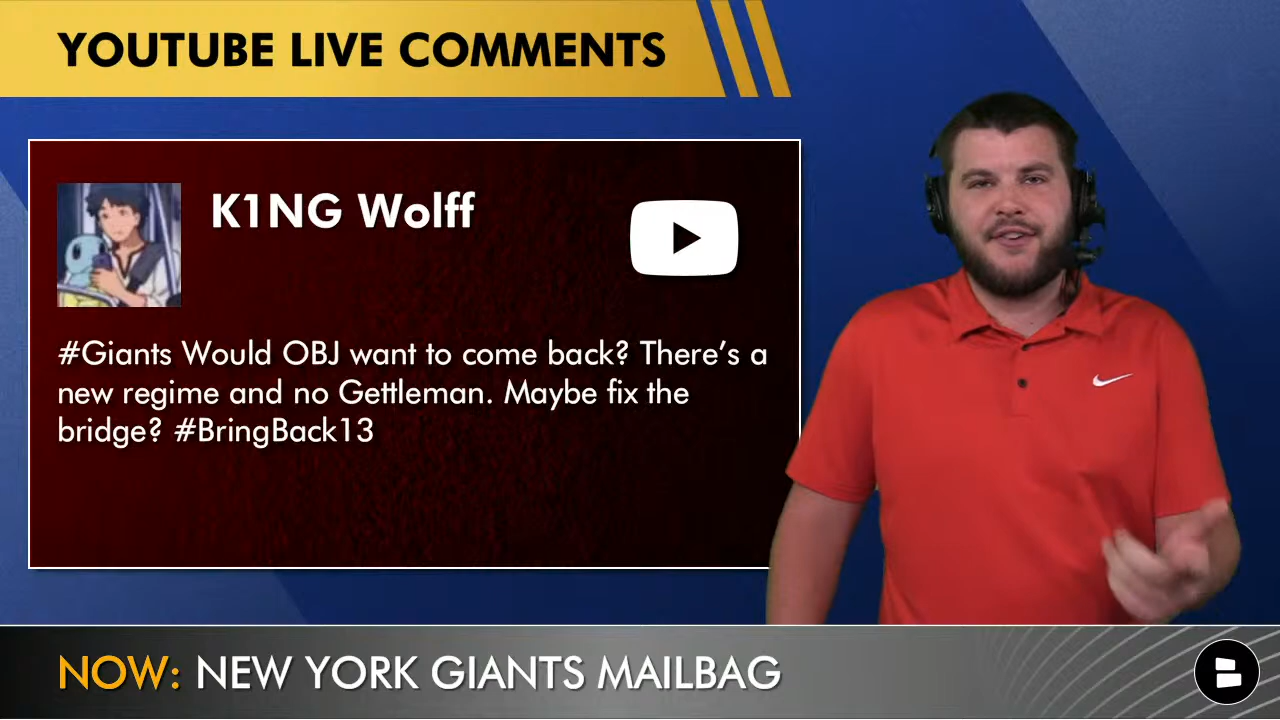 YOUTUBE LIVE COMMENTS
K1NG Wolff
#Giants Would OBJ want to come back? There’s a
new regime and no Gettleman. Maybe fix the
bridge? #BringBack13
NOW: NEW YORK GIANTS MAILBAG